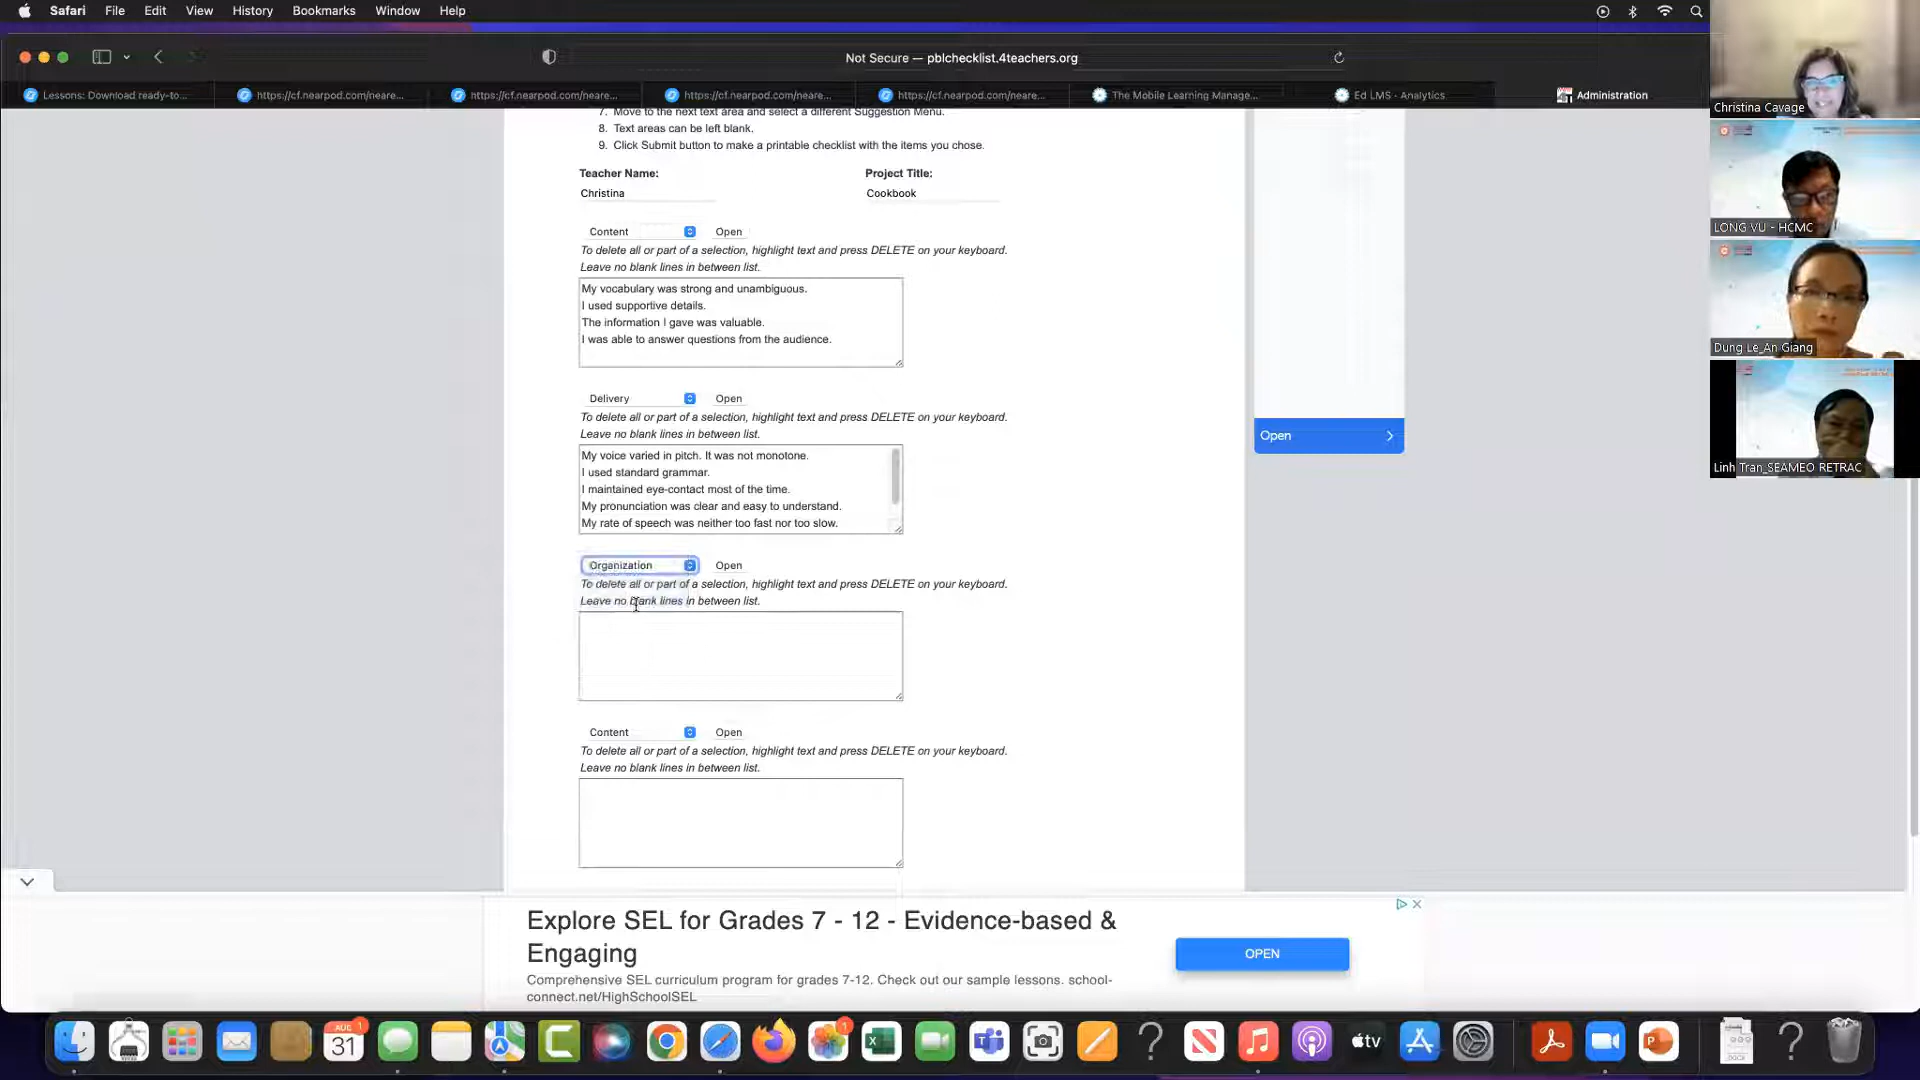 Safari File Edit View History Bookmarks Window Help
Not Secure — pblchecklist.4teachers.org
Lessons: Download ready-to...
https://cf.nearpod.com/neare...
https://cf.nearpod.com/neare...
https://cf.nearpod.com/neare...
https://cf.nearpod.com/neare...
The Mobile Learning Manage...
Ed LMS - Analytics
Administration
7. Move to the next text area and select a different Suggestion Menu.
8. Text areas can be left blank.
9. Click Submit button to make a printable checklist with the items you chose.
Teacher Name: Project Title:
Christina Cookbook
Content Open
To delete all or part of a selection, highlight text and press DELETE on your keyboard.
Leave no blank lines in between list.
My vocabulary was strong and unambiguous.
I used supportive details.
The information I gave was valuable.
I was able to answer questions from the audience.
Delivery Open
To delete all or part of a selection, highlight text and press DELETE on your keyboard.
Leave no blank lines in between list.
My voice varied in pitch. It was not monotone.
I used standard grammar.
I maintained eye-contact most of the time.
My pronunciation was clear and easy to understand.
My rate of speech was neither too fast nor too slow.
Organization Open
To delete all or part of a selection, highlight text and press DELETE on your keyboard.
Leave no blank lines in between list.
Content Open
To delete all or part of a selection, highlight text and press DELETE on your keyboard.
Leave no blank lines in between list.
Open
Christina Cavage
LONG VU - HCMC
Dung Le_An Giang
Linh Tran_SEAMEO RETRAC
Explore SEL for Grades 7 - 12 - Evidence-based &
Engaging
Comprehensive SEL curriculum program for grades 7-12. Check out our sample lessons. school-
connect.net/HighSchoolSEL
OPEN
AUG 1
31
1
tv